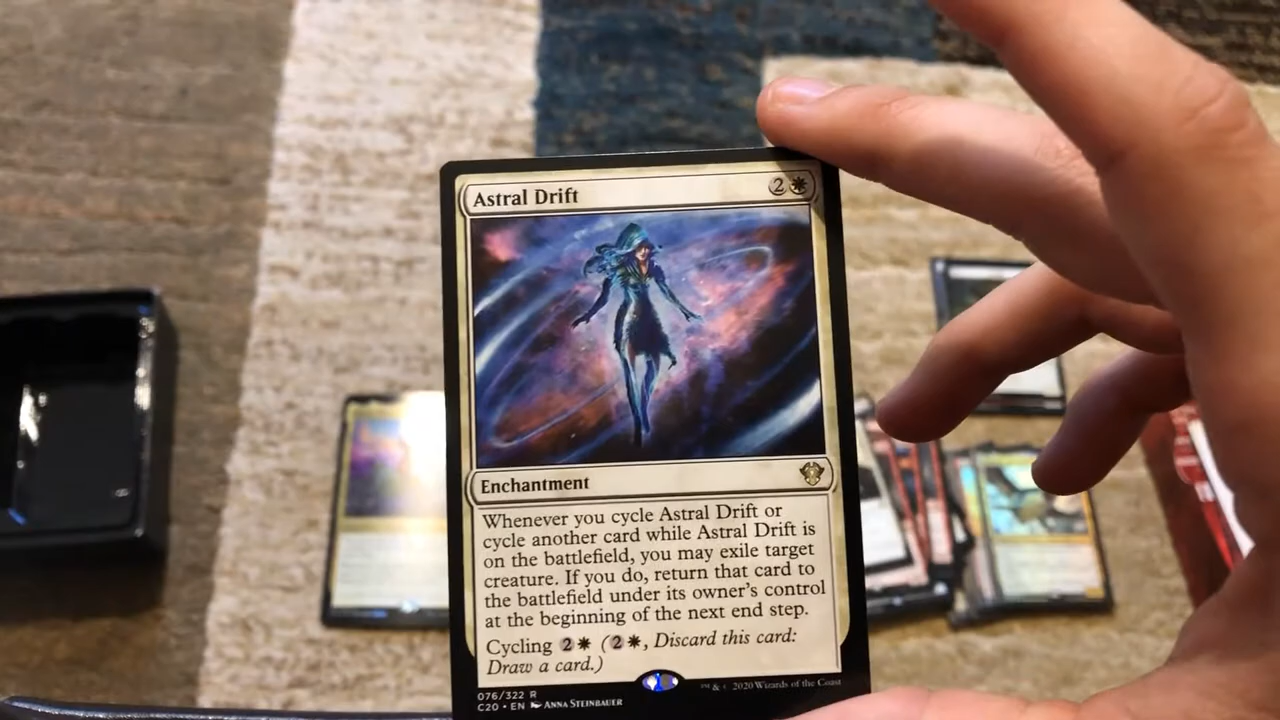 Astral Drift 2
Enchantment
Whenever you cycle Astral Drift or
cycle another card while Astral Drift is
on the battlefield, you may exile target
creature. If you do, return that card to
the battlefield under its owner's control
at the beginning of the next end step.
Cycling 2 (2, Discard this card:
Draw a card.)
076/322 R
C20 • EN ANNA STEINBAUER
™ & © 2020 Wizards of the Coast